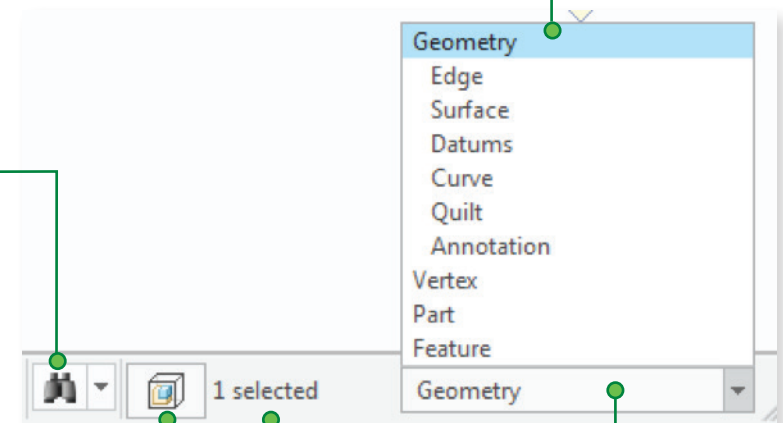 Geometry
Edge
Surface
Datums
Curve
Quilt
Annotation
Vertex
Part
Feature
1 selected
Geometry